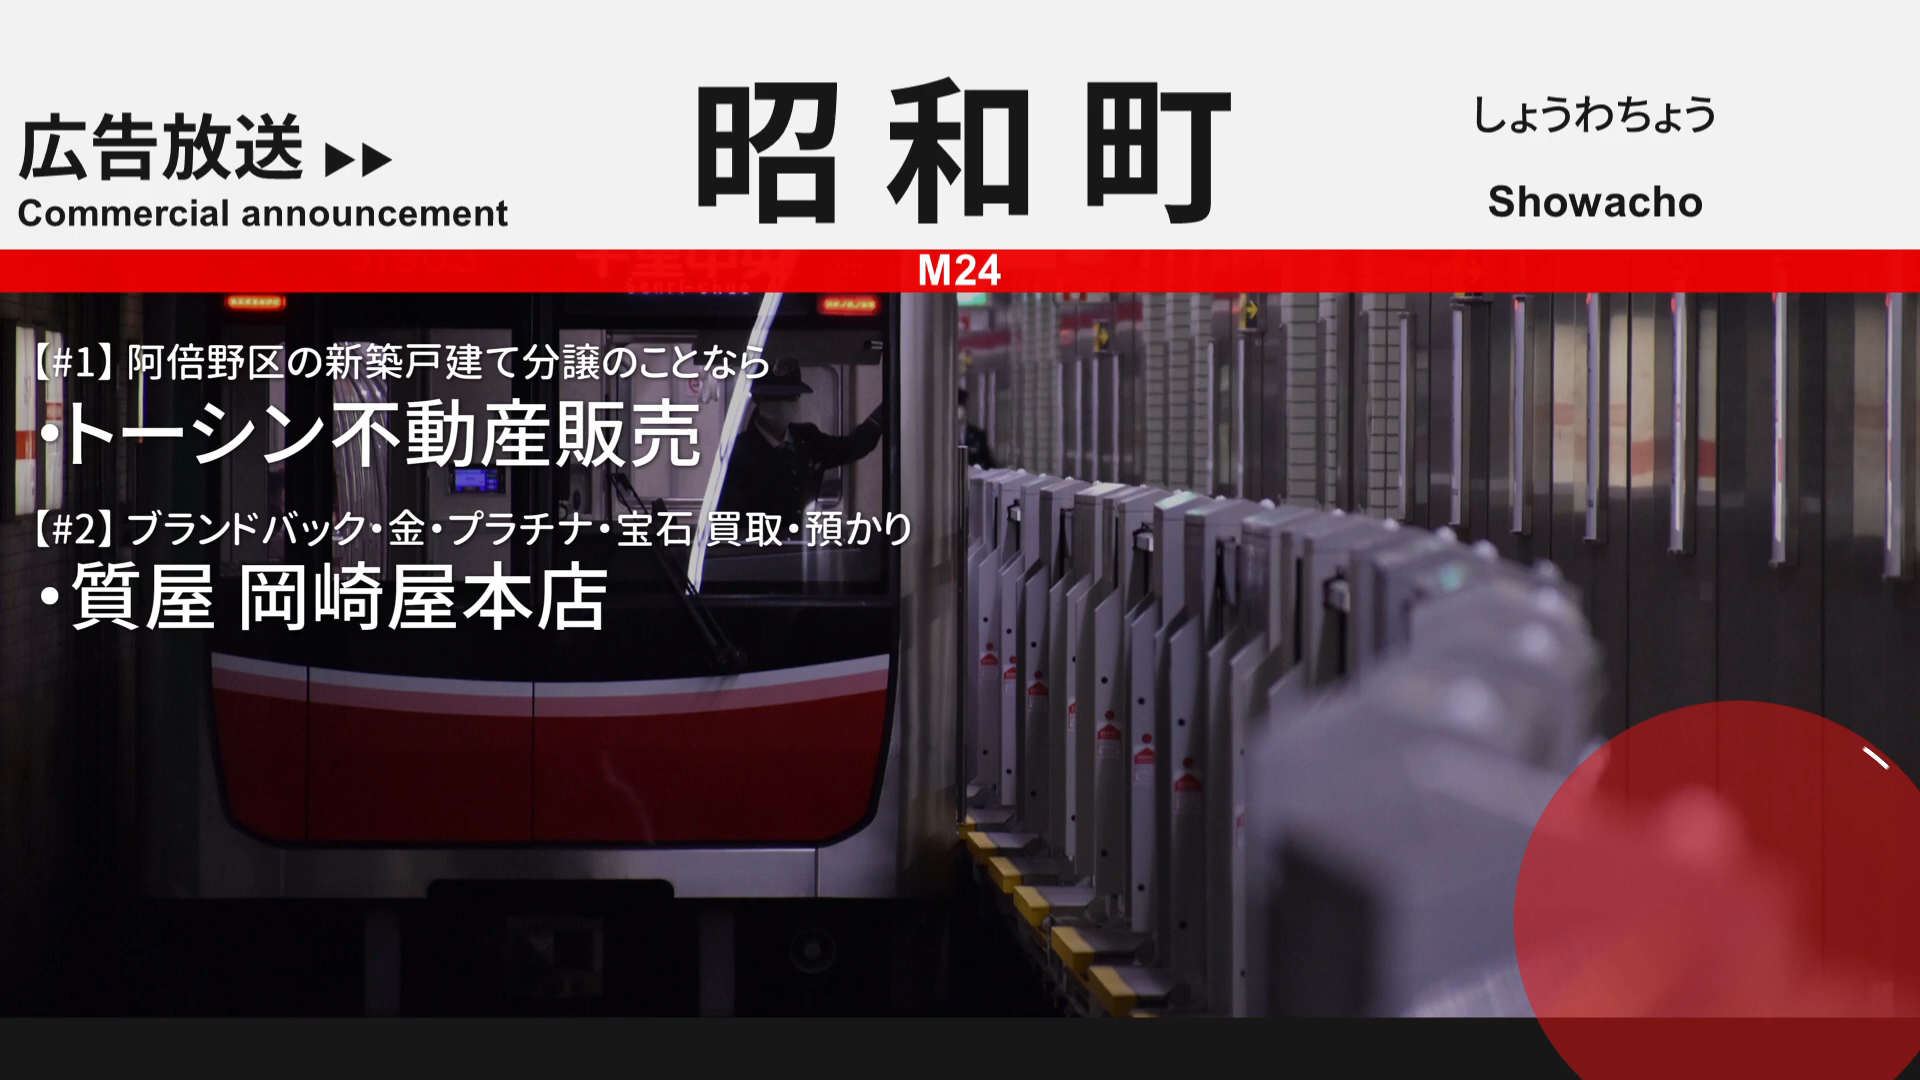 広告放送 ▶▶
Commercial announcement
昭和町
しょうわちょう
Showacho
M24
【#1】阿倍野区の新築戸建て分譲のことなら
・トーシン不動産販売
【#2】ブランドバック・金・プラチナ・宝石 買取・預かり
・質屋 岡崎屋本店